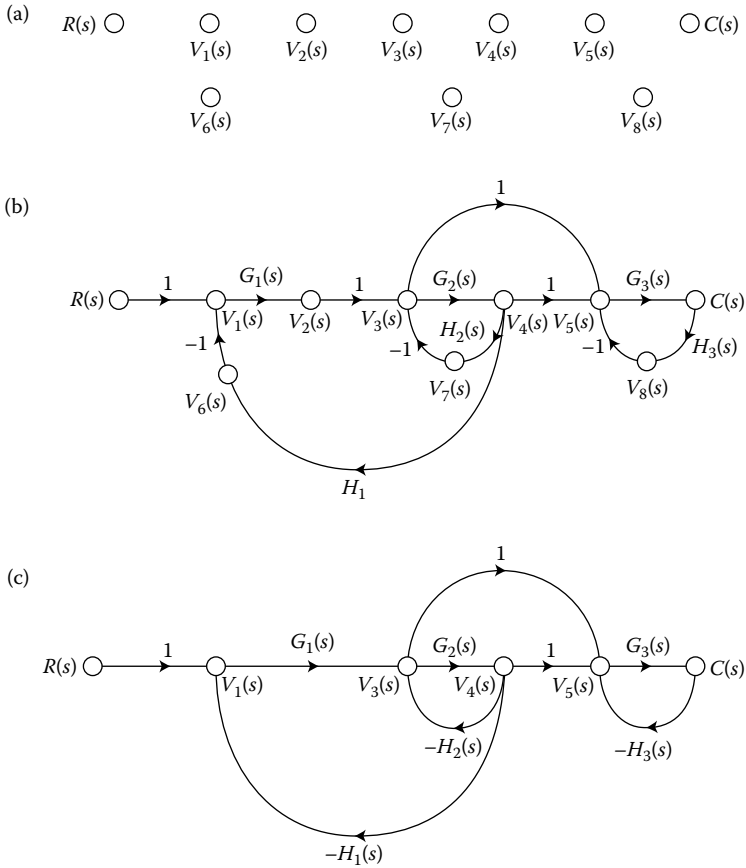 (a)
R(s) V₁(s) V₂(s) V₃(s) V₄(s) V₅(s) C(s)
V₆(s) V₇(s) V₈(s)
(b)
1
R(s) 1 G₁(s) 1 G₂(s) 1 G₃(s) C(s)
V₁(s) V₂(s) V₃(s) V₄(s) V₅(s)
−1 −1 H₂(s) −1 H₃(s)
V₆(s) V₇(s) V₈(s)
H₁
(c)
1
R(s) 1 G₁(s) G₂(s) 1 G₃(s) C(s)
V₁(s) V₃(s) V₄(s) V₅(s)
−H₂(s) −H₃(s)
−H₁(s)